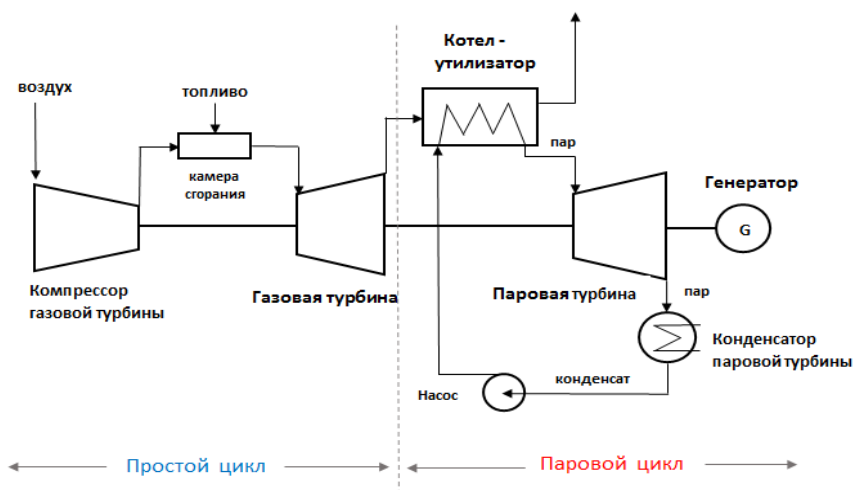 Котел -
утилизатор
воздух
топливо
пар
камера
сгорания
Генератор
G
Компрессор
газовой турбины
Газовая турбина
Паровая турбина
пар
Конденсатор
паровой турбины
конденсат
Насос
Простой цикл
Паровой цикл